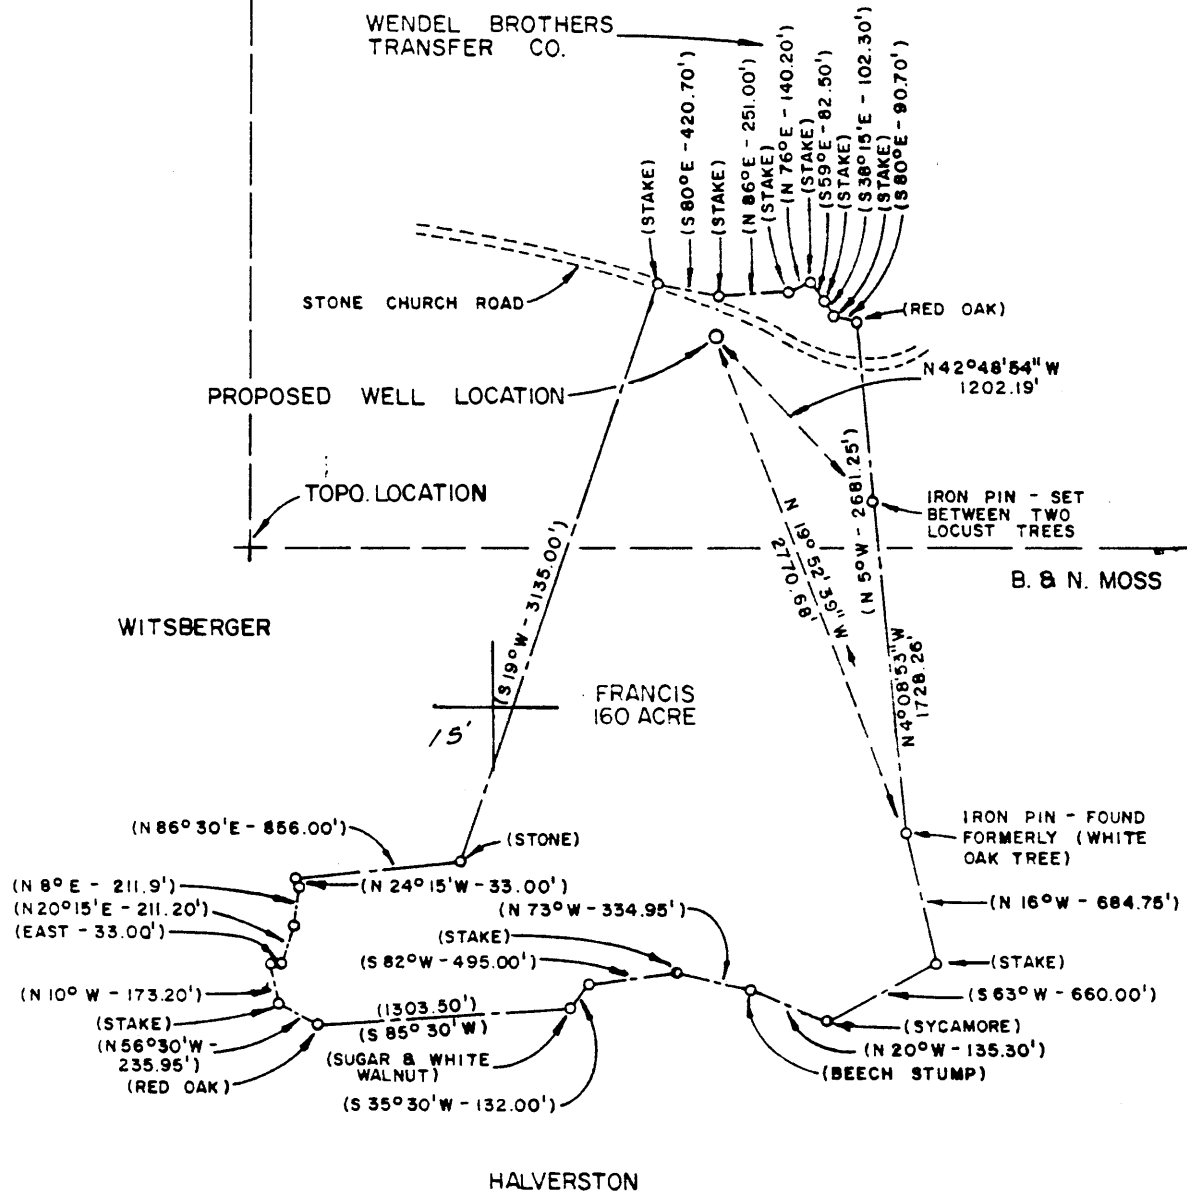 WENDEL BROTHERS
TRANSFER CO.
(STAKE)
(S 80° E - 420.70')
(STAKE)
(N 86° E - 251.00')
(STAKE)
(N 76° E - 140.20')
(STAKE)
(S 59° E - 82.50')
(STAKE)
(S 38° 15' E - 102.30')
(STAKE)
(S 80° E - 90.70')
STONE CHURCH ROAD
(RED OAK)
N 42° 48' 54" W
1202.19'
PROPOSED WELL LOCATION
TOPO. LOCATION
(N 5° W - 2681.25')
IRON PIN - SET
BETWEEN TWO
LOCUST TREES
N 19° 52' 39" W
2770.68'
(S 19° W - 3135.00')
B. & N. MOSS
WITSBERGER
N 4° 08' 53" W
1728.26'
FRANCIS
160 ACRE
15'
IRON PIN - FOUND
FORMERLY (WHITE
OAK TREE)
(N 86° 30' E - 856.00')
(STONE)
(N 8° E - 211.9')
(N 24° 15' W - 33.00')
(N 20° 15' E - 211.20')
(N 73° W - 334.95')
(N 16° W - 684.75')
(EAST - 33.00')
(STAKE)
(S 82° W - 495.00')
(STAKE)
(N 10° W - 173.20')
(S 63° W - 660.00')
(1303.50')
(STAKE)
(S 85° 30' W)
(SYCAMORE)
(N 56° 30' W -
235.95')
(N 20° W - 135.30')
(SUGAR & WHITE
WALNUT)
(BEECH STUMP)
(RED OAK)
(S 35° 30' W - 132.00')
HALVERSTON